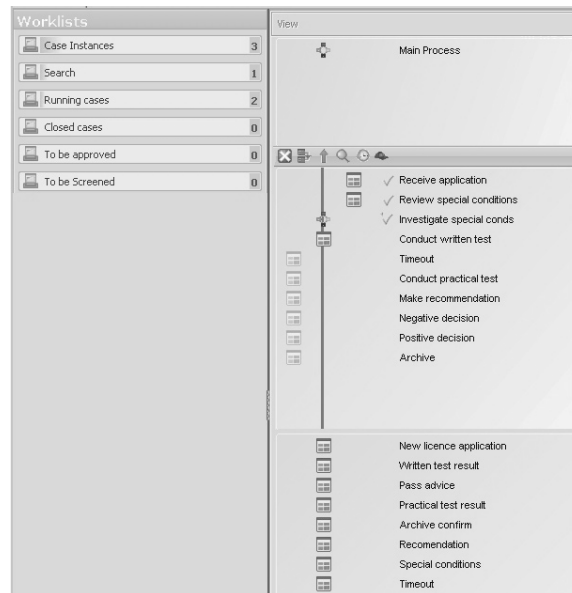 Worklists
Case Instances 3
Search 1
Running cases 2
Closed cases 0
To be approved 0
To be Screened 0
View
Main Process
Receive application
Review special conditions
Investigate special conds
Conduct written test
Timeout
Conduct practical test
Make recommendation
Negative decision
Positive decision
Archive
New licence application
Written test result
Pass advice
Practical test result
Archive confirm
Recomendation
Special conditions
Timeout